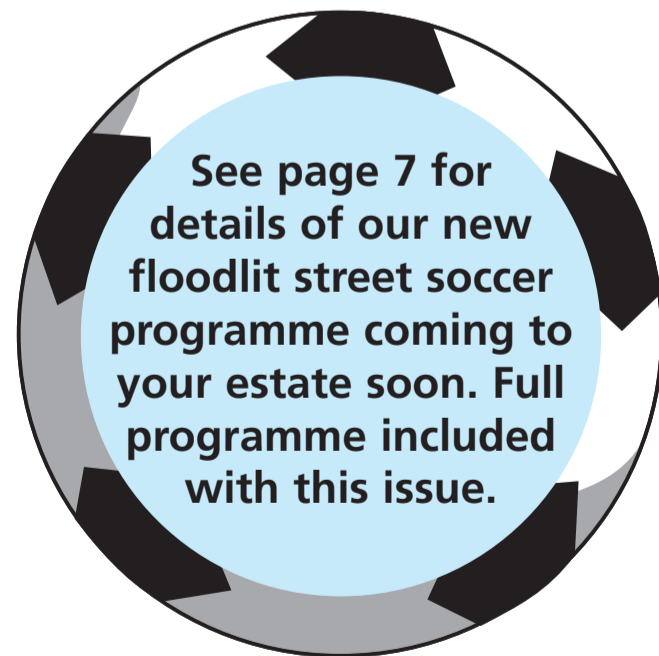 See page 7 for
details of our new
floodlit street soccer
programme coming to
your estate soon. Full
programme included
with this issue.